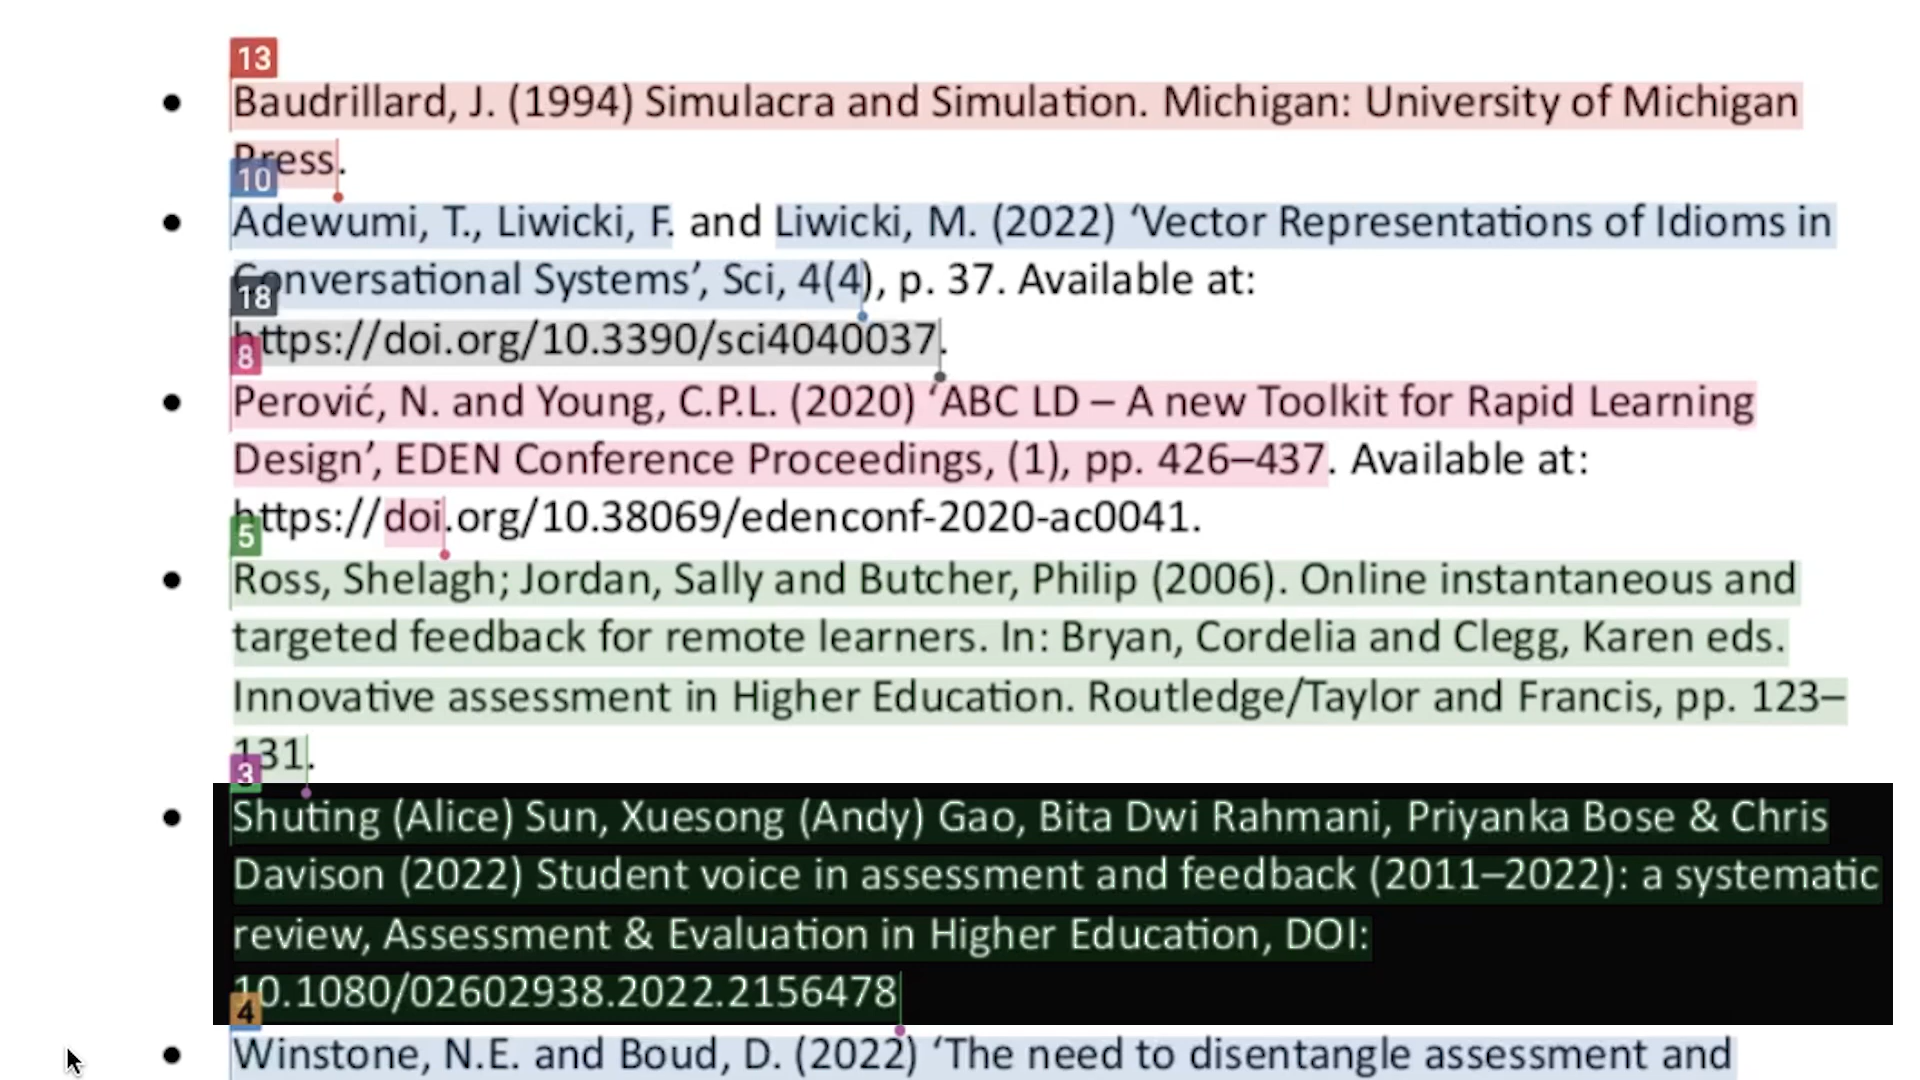 13
Baudrillard, J. (1994) Simulacra and Simulation. Michigan: University of Michigan
Press.
10
Adewumi, T., Liwicki, F. and Liwicki, M. (2022) ‘Vector Representations of Idioms in
Conversational Systems’, Sci, 4(4), p. 37. Available at:
18
https://doi.org/10.3390/sci4040037.
8
Perović, N. and Young, C.P.L. (2020) ‘ABC LD – A new Toolkit for Rapid Learning
Design’, EDEN Conference Proceedings, (1), pp. 426–437. Available at:
https://doi.org/10.38069/edenconf-2020-ac0041.
5
Ross, Shelagh; Jordan, Sally and Butcher, Philip (2006). Online instantaneous and
targeted feedback for remote learners. In: Bryan, Cordelia and Clegg, Karen eds.
Innovative assessment in Higher Education. Routledge/Taylor and Francis, pp. 123–
131.
3
Shuting (Alice) Sun, Xuesong (Andy) Gao, Bita Dwi Rahmani, Priyanka Bose & Chris
Davison (2022) Student voice in assessment and feedback (2011–2022): a systematic
review, Assessment & Evaluation in Higher Education, DOI:
10.1080/02602938.2022.2156478
4
Winstone, N.E. and Boud, D. (2022) ‘The need to disentangle assessment and